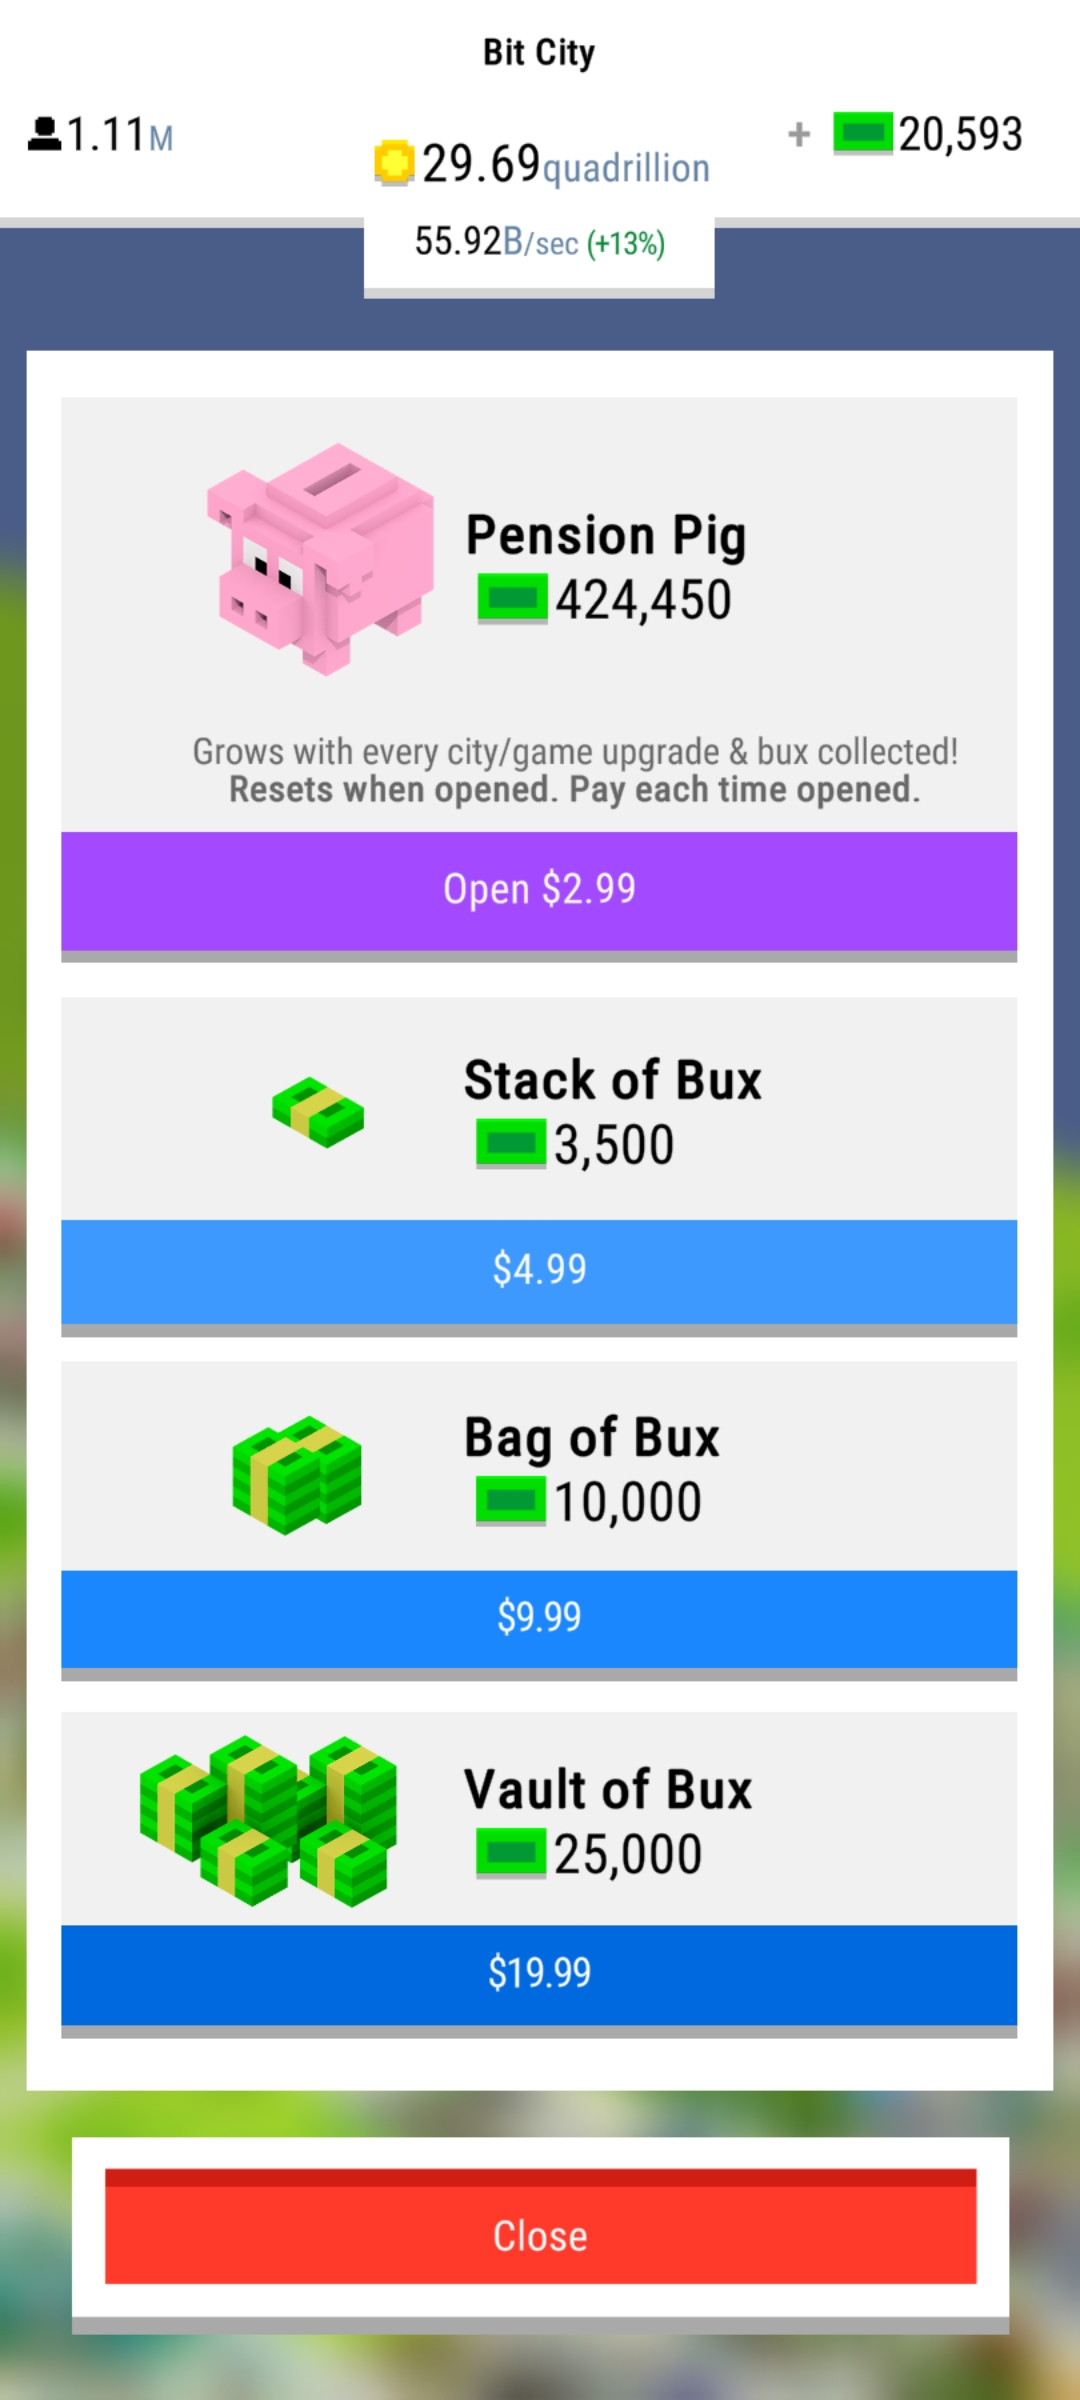 Bit City
1.11M
+ 20,593
29.69quadrillion
55.92B/sec (+13%)
Pension Pig
424,450
Grows with every city/game upgrade & bux collected!
Resets when opened. Pay each time opened.
Open $2.99
Stack of Bux
3,500
$4.99
Bag of Bux
10,000
$9.99
Vault of Bux
25,000
$19.99
Close